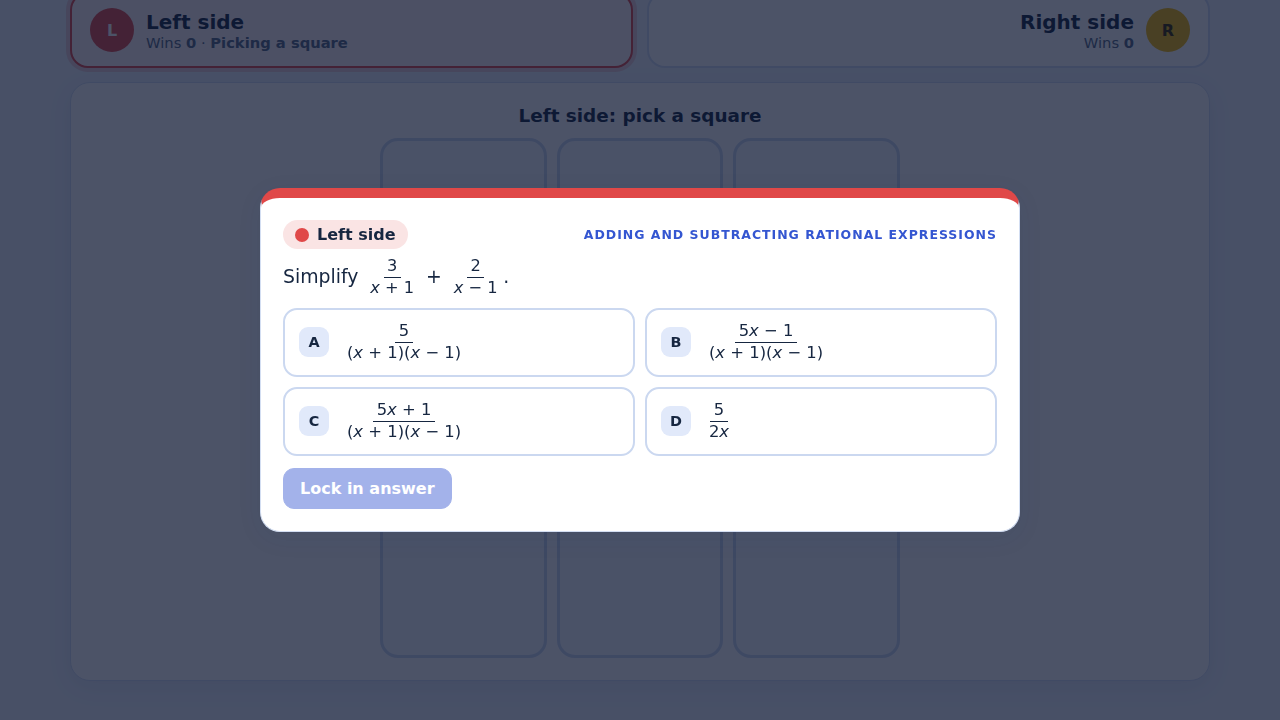 L
Left side
Wins 0 · Picking a square
Right side
Wins 0
R
Left side: pick a square
Left side
ADDING AND SUBTRACTING RATIONAL EXPRESSIONS
Simplify 3/(x + 1) + 2/(x − 1).
A 5/((x + 1)(x − 1))
B (5x − 1)/((x + 1)(x − 1))
C (5x + 1)/((x + 1)(x − 1))
D 5/(2x)
Lock in answer